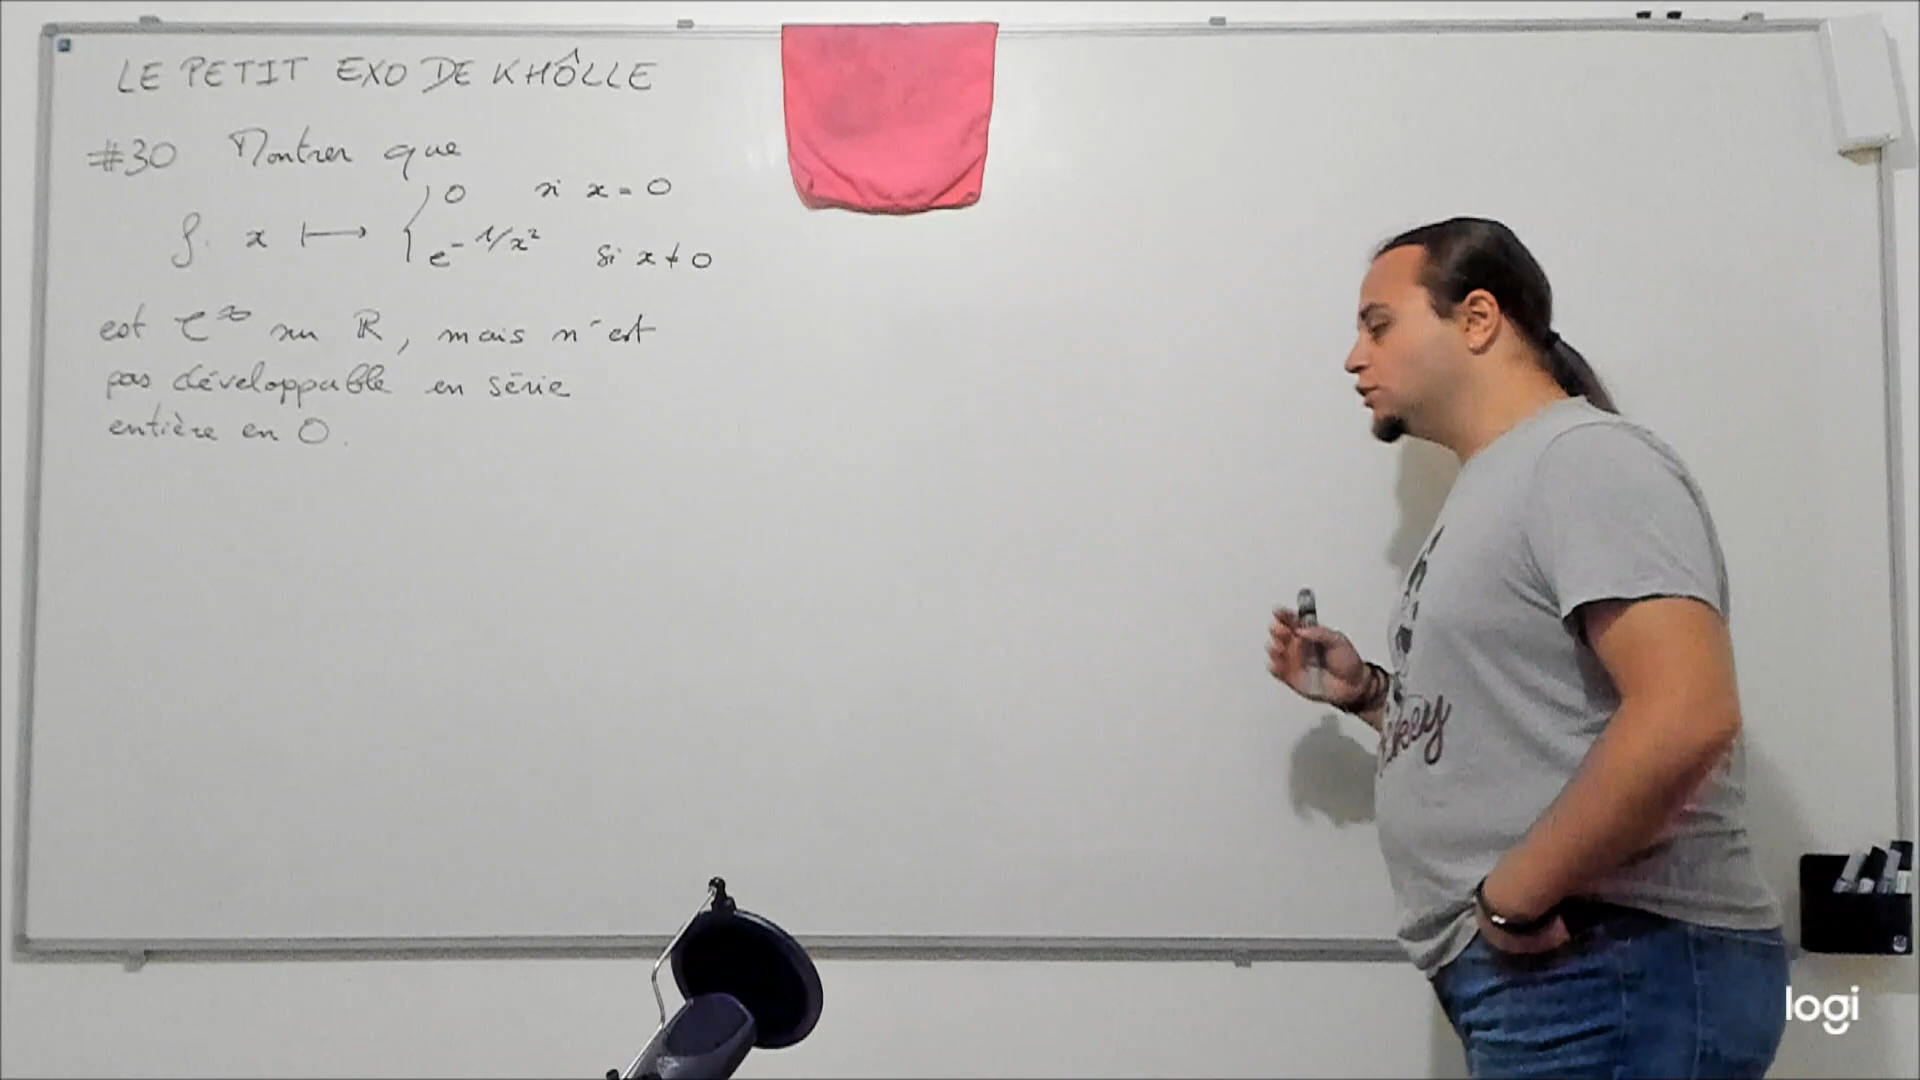 LE PETIT EXO DE KHÔLLE
#30 Montrer que
f: x ⟼ { 0 si x = 0
e^{-1/x²} si x ≠ 0
est C^∞ sur ℝ, mais n'est
pas développable en série
entière en 0.
logi